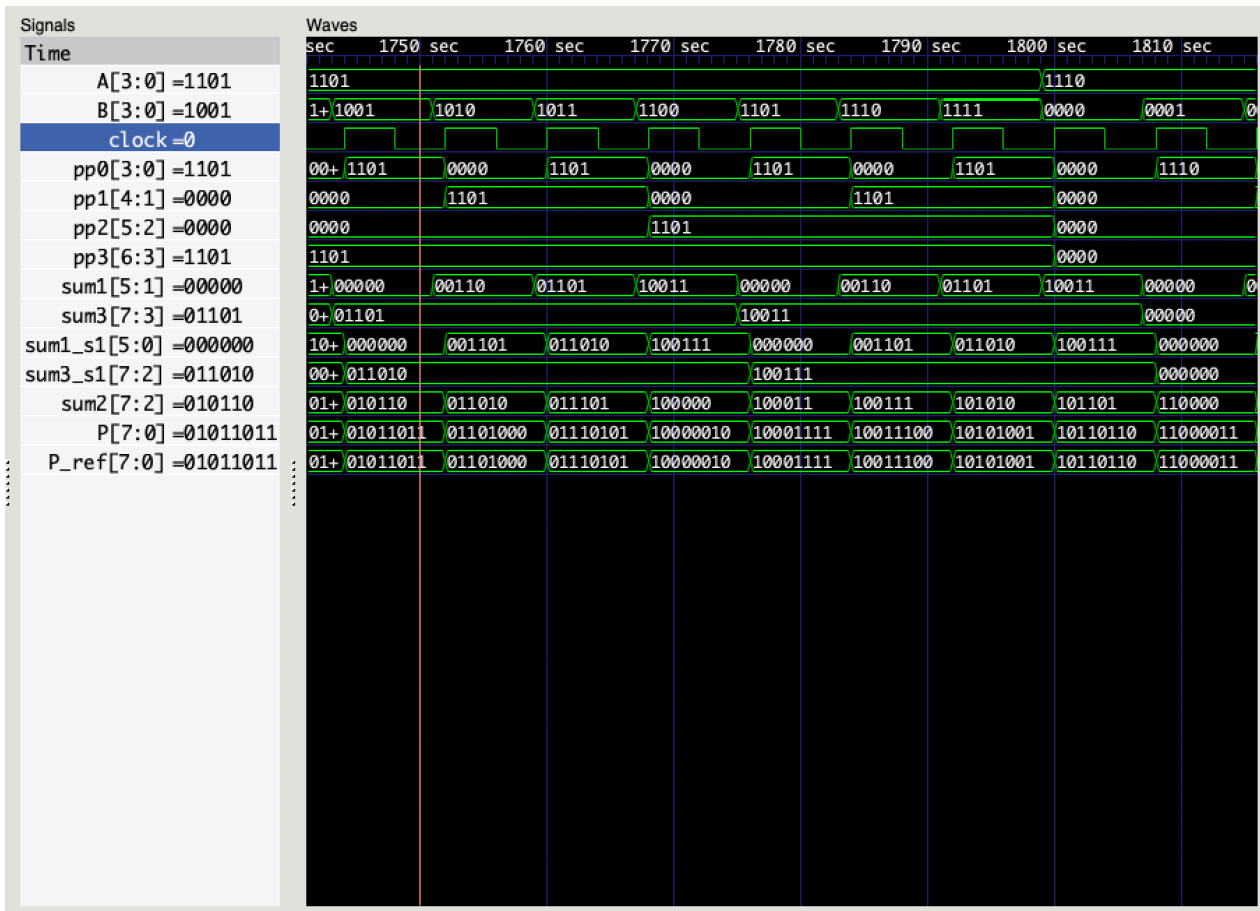 Signals Waves
Time sec 1750 sec 1760 sec 1770 sec 1780 sec 1790 sec 1800 sec 1810 sec
A[3:0] =1101 1101 1110
B[3:0] =1001 1+ 1001 1010 1011 1100 1101 1110 1111 0000 0001 0
clock =0
pp0[3:0] =1101 00+ 1101 0000 1101 0000 1101 0000 1101 0000 1110
pp1[4:1] =0000 0000 1101 0000 1101 0000
pp2[5:2] =0000 0000 1101 0000
pp3[6:3] =1101 1101 0000
sum1[5:1] =00000 1+ 00000 00110 01101 10011 00000 00110 01101 10011 00000 0
sum3[7:3] =01101 0+ 01101 10011 00000
sum1_s1[5:0] =000000 10+ 000000 001101 011010 100111 000000 001101 011010 100111 000000
sum3_s1[7:2] =011010 00+ 011010 100111 000000
sum2[7:2] =010110 01+ 010110 011010 011101 100000 100011 100111 101010 101101 110000
P[7:0] =01011011 01+ 01011011 01101000 01110101 10000010 10001111 10011100 10101001 10110110 11000011
P_ref[7:0] =01011011 01+ 01011011 01101000 01110101 10000010 10001111 10011100 10101001 10110110 11000011